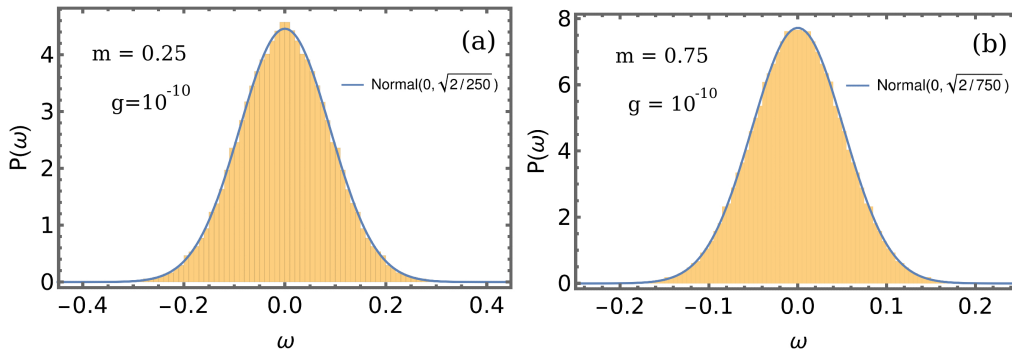 (a)
m = 0.25
g=10^-10
Normal(0, √2/250)
P(ω)
4
3
2
1
0
−0.4
−0.2
0.0
0.2
0.4
ω
(b)
m = 0.75
g = 10^-10
Normal(0, √2/750)
P(ω)
8
6
4
2
0
−0.2
−0.1
0.0
0.1
0.2
ω